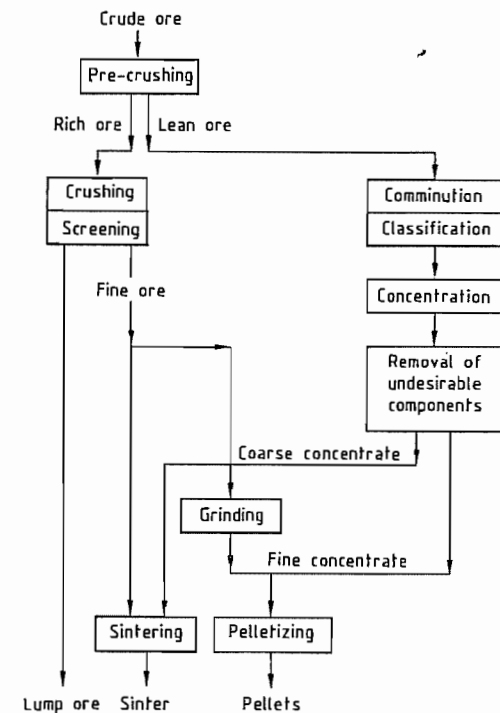 Crude ore
Pre-crushing
Rich ore
Lean ore
Crushing
Screening
Comminution
Classification
Fine ore
Concentration
Removal of
undesirable
components
Coarse concentrate
Grinding
Fine concentrate
Sintering
Pelletizing
Lump ore
Sinter
Pellets